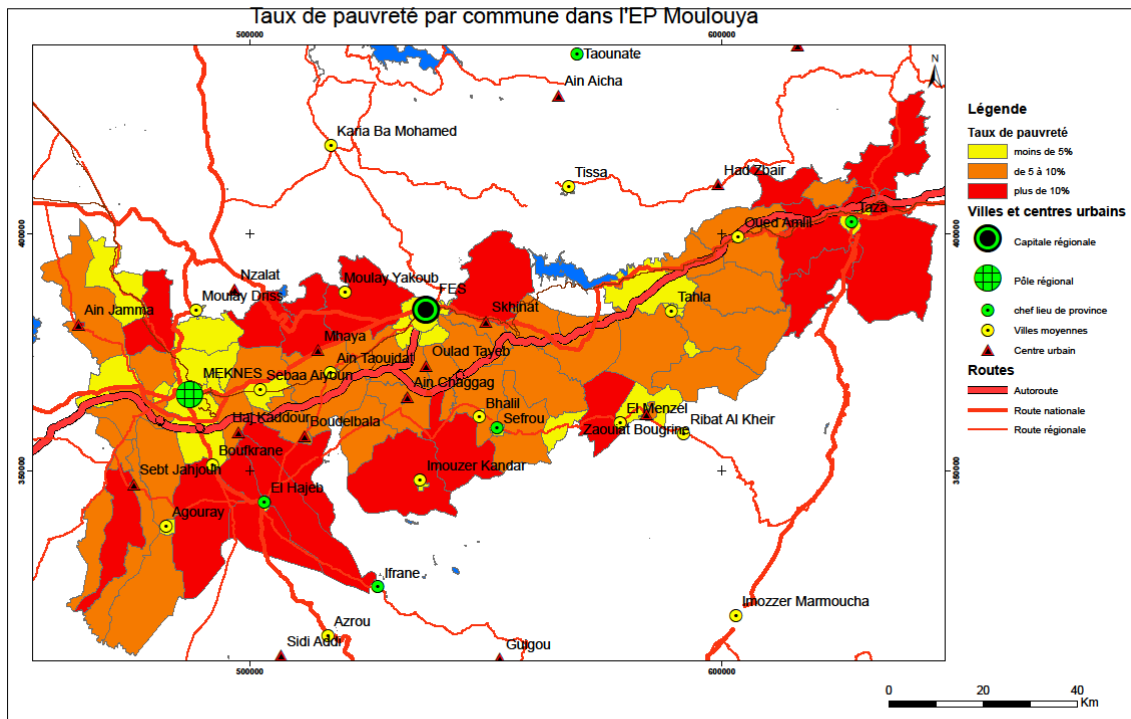 Taux de pauvreté par commune dans l'EP Moulouya
500000
600000
N
Taounate
Ain Aicha
Karia Ba Mohamed
Tissa
Had Zbair
400000
400000
Oued Amlil
Taza
Nzalat
Moulay Yakoub
FES
Moulay Driss
Tahla
Ain Jamma
Skhinat
Mhaya
Ain Taoujdat
Oulad Tayeb
MEKNES
Sebaa Aiyoun
Ain Chaggag
Haj Kaddour
Boudelbala
Bhalil
Sefrou
El Menzel
Zaouiat Bougrine
Ribat Al Kheir
Boufkrane
350000
350000
Sebt Jahjouh
Imouzer Kandar
El Hajeb
Agouray
Ifrane
Imozzer Marmoucha
Azrou
Sidi Addi
Guigou
500000
600000
Légende
Taux de pauvreté
moins de 5%
de 5 à 10%
plus de 10%
Villes et centres urbains
Capitale régionale
Pôle régional
chef lieu de province
Villes moyennes
Centre urbain
Routes
Autoroute
Route nationale
Route régionale
0 10 20 40
Km